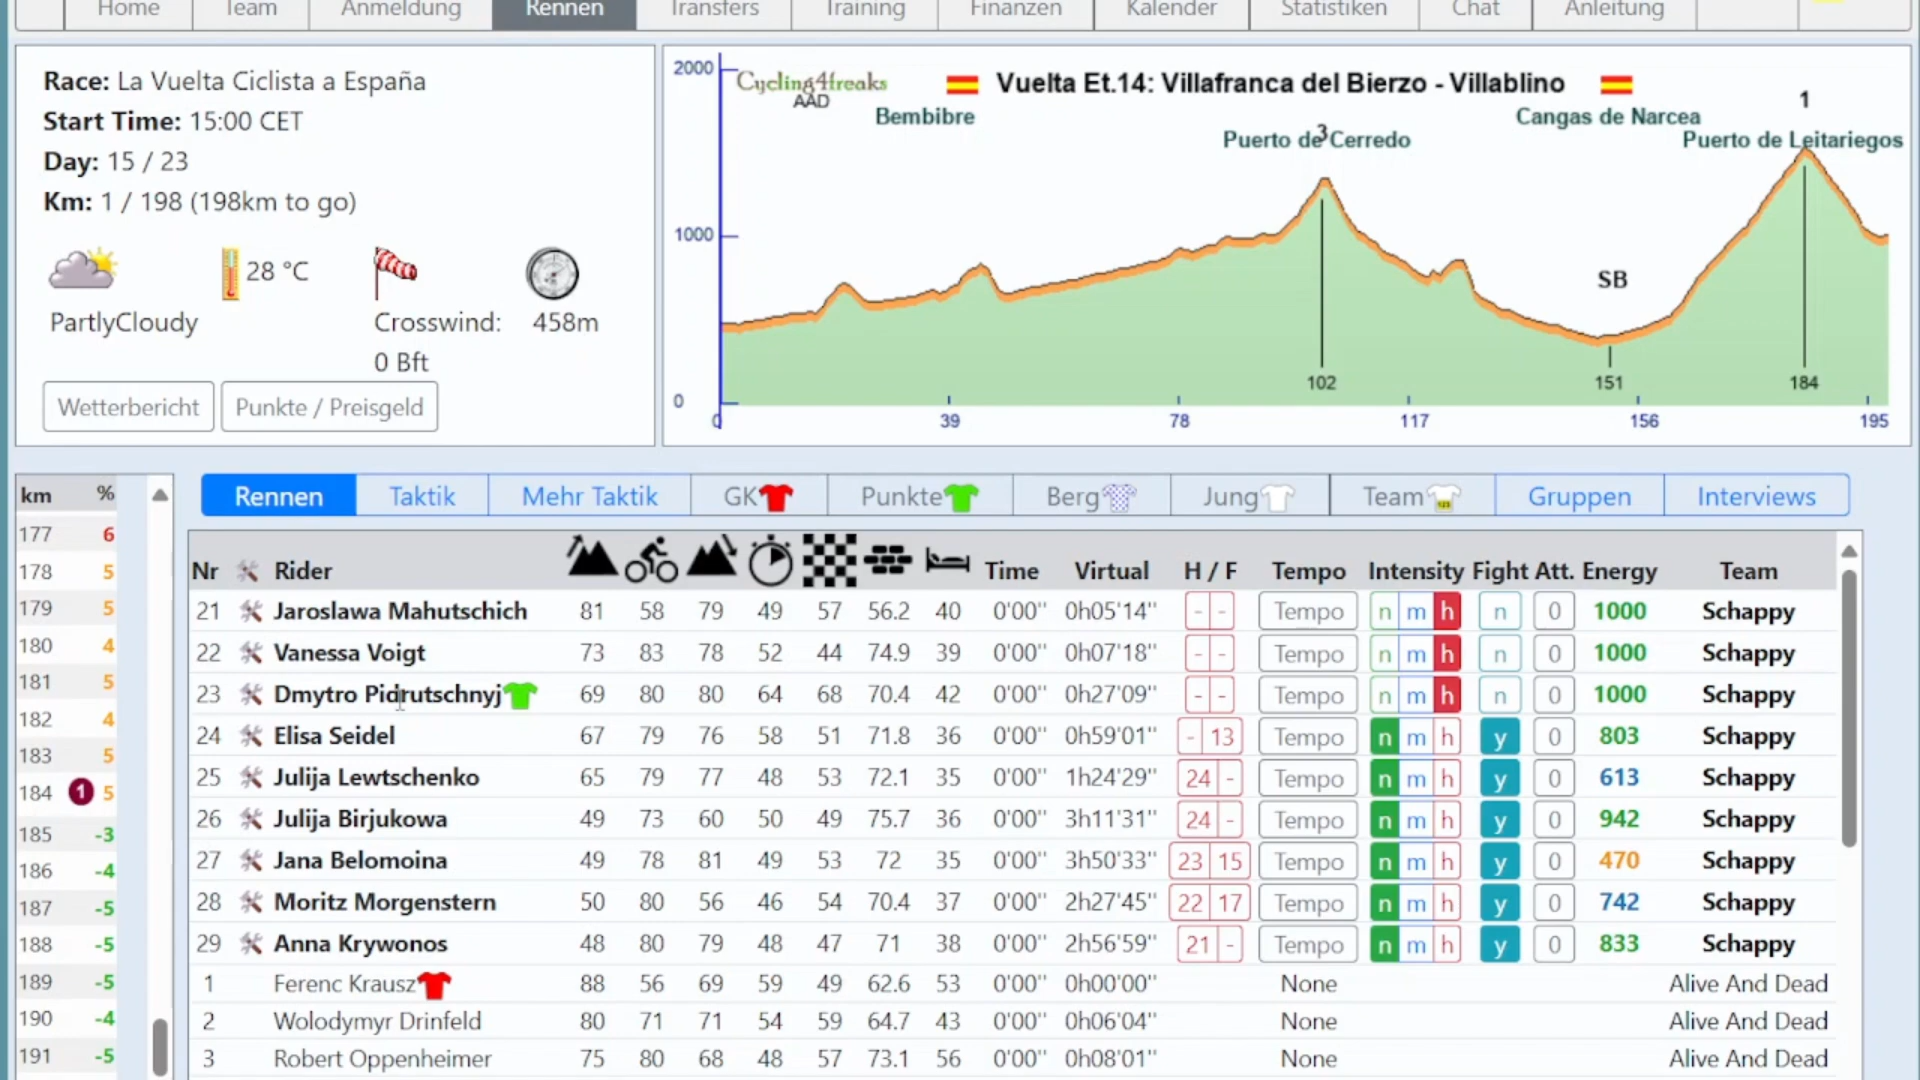 Home Team Anmeldung Rennen Transfers Training Finanzen Kalender Statistiken Chat Anleitung
Race: La Vuelta Ciclista a España
Start Time: 15:00 CET
Day: 15 / 23
Km: 1 / 198 (198km to go)
28 °C
PartlyCloudy Crosswind: 458m
0 Bft
Wetterbericht Punkte / Preisgeld
2000 Cycling4freaks Vuelta Et.14: Villafranca del Bierzo - Villablino
AAD 1
Bembibre Cangas de Narcea
3
Puerto de Cerredo Puerto de Leitariegos
1000
SB
102 151 184
0
0 39 78 117 156 195
km %
177 6
178 5
179 5
180 4
181 5
182 4
183 5
184 1 5
185 -3
186 -4
187 -5
188 -5
189 -5
190 -4
191 -5
Rennen Taktik Mehr Taktik GK Punkte Berg Jung Team Gruppen Interviews
Nr Rider Time Virtual H / F Tempo Intensity Fight Att. Energy Team
21 Jaroslawa Mahutschich 81 58 79 49 57 56.2 40 0'00'' 0h05'14'' - - Tempo n m h n 0 1000 Schappy
22 Vanessa Voigt 73 83 78 52 44 74.9 39 0'00'' 0h07'18'' - - Tempo n m h n 0 1000 Schappy
23 Dmytro Pidrutschnyj 69 80 80 64 68 70.4 42 0'00'' 0h27'09'' - - Tempo n m h n 0 1000 Schappy
24 Elisa Seidel 67 79 76 58 51 71.8 36 0'00'' 0h59'01'' - 13 Tempo n m h y 0 803 Schappy
25 Julija Lewtschenko 65 79 77 48 53 72.1 35 0'00'' 1h24'29'' 24 - Tempo n m h y 0 613 Schappy
26 Julija Birjukowa 49 73 60 50 49 75.7 36 0'00'' 3h11'31'' 24 - Tempo n m h y 0 942 Schappy
27 Jana Belomoina 49 78 81 49 53 72 35 0'00'' 3h50'33'' 23 15 Tempo n m h y 0 470 Schappy
28 Moritz Morgenstern 50 80 56 46 54 70.4 37 0'00'' 2h27'45'' 22 17 Tempo n m h y 0 742 Schappy
29 Anna Krywonos 48 80 79 48 47 71 38 0'00'' 2h56'59'' 21 - Tempo n m h y 0 833 Schappy
1 Ferenc Krausz 88 56 69 59 49 62.6 53 0'00'' 0h00'00'' None Alive And Dead
2 Wolodymyr Drinfeld 80 71 71 54 59 64.7 43 0'00'' 0h06'04'' None Alive And Dead
3 Robert Oppenheimer 75 80 68 48 57 73.1 56 0'00'' 0h08'01'' None Alive And Dead